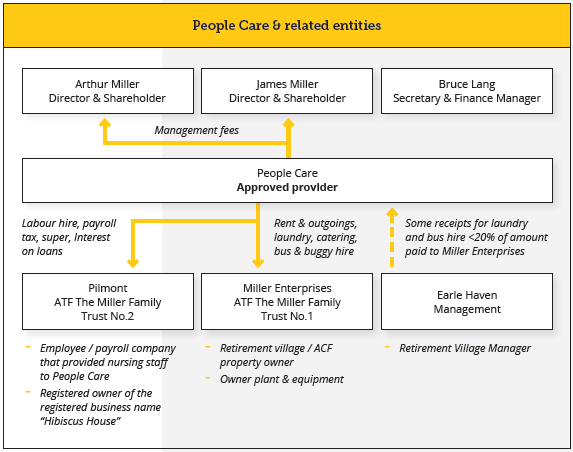 People Care & related entities
Arthur Miller
Director & Shareholder
James Miller
Director & Shareholder
Bruce Lang
Secretary & Finance Manager
Management fees
People Care
Approved provider
Labour hire, payroll
tax, super, Interest
on loans
Rent & outgoings,
laundry, catering,
bus & buggy hire
Some receipts for laundry
and bus hire <20% of amount
paid to Miller Enterprises
Pilmont
ATF The Miller Family
Trust No.2
Miller Enterprises
ATF The Miller Family
Trust No.1
Earle Haven
Management
– Employee / payroll company
that provided nursing staff
to People Care
– Registered owner of the
registered business name
“Hibiscus House”
– Retirement village / ACF
property owner
– Owner plant & equipment
– Retirement Village Manager